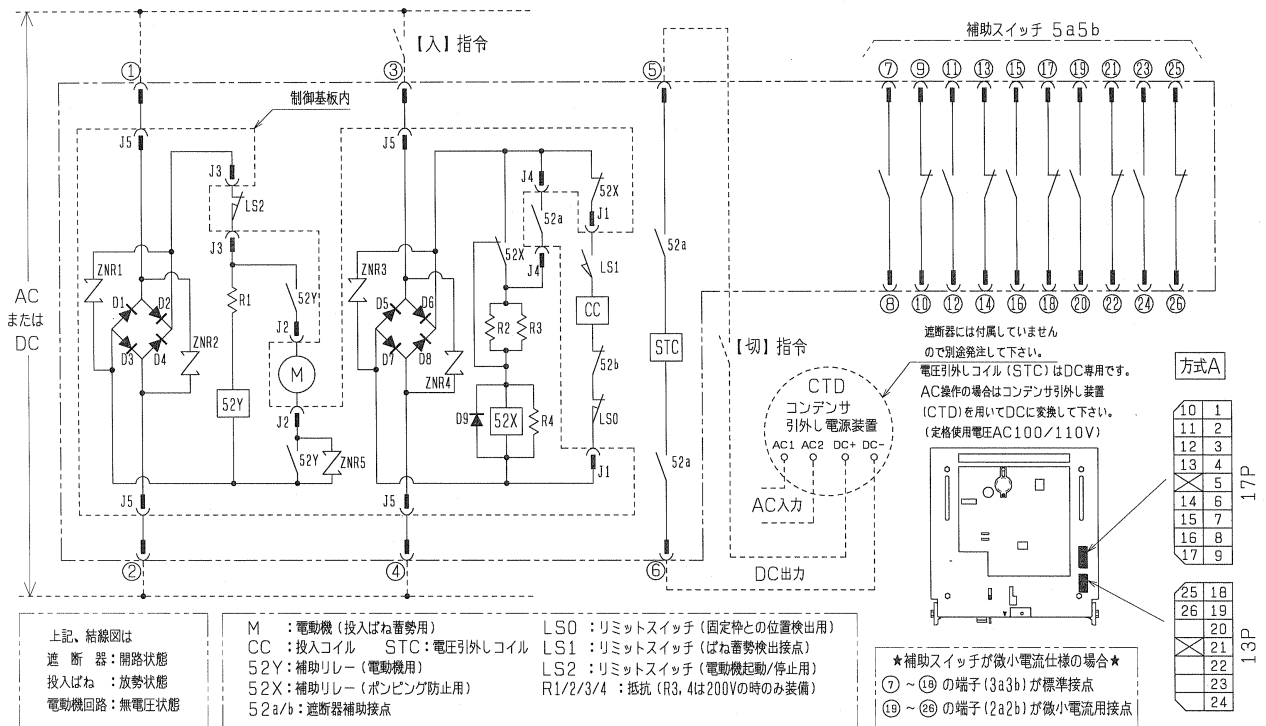 【入】指令
補助スイッチ 5a5b
① ③ ⑤ ⑦ ⑨ ⑪ ⑬ ⑮ ⑰ ⑲ ㉑ ㉓ ㉕
制御基板内
J5
J5
J3
J4
52X
LS2
52a
J1
J3
52X
LS1
52a
J4
ZNR1
ZNR3
52Y
AC
または
DC
R1
D1
D2
D5
D6
R2
R3
CC
J2
⑧ ⑩ ⑫ ⑭ ⑯ ⑱ ⑳ ㉒ ㉔ ㉖
ZNR2
D3
D4
D7
D8
ZNR4
52b
STC
【切】指令
M
52Y
D9
52X
R4
LS0
J2
52Y
ZNR5
J1
52a
J5
J5
② ④ ⑥
遮断器には付属していません
ので別途発注して下さい。
電圧引外しコイル(STC)はDC専用です。
AC操作の場合はコンデンサ引外し装置
(CTD)を用いてDCに変換して下さい。
(定格使用電圧AC100/110V)
CTD
コンデンサ
引外し電源装置
AC1 AC2 DC+ DC-
AC入力
DC出力
方式A
10 1
11 2
12 3
13 4
5
14 6
15 7
16 8
17 9
17P
25 18
26 19
20
21
22
23
24
13P
上記、結線図は
遮断器:開路状態
投入ばね:放勢状態
電動機回路:無電圧状態
M :電動機(投入ばね蓄勢用)
CC :投入コイル STC:電圧引外しコイル
52Y:補助リレー(電動機用)
52X:補助リレー(ポンピング防止用)
52a/b:遮断器補助接点
LS0 :リミットスイッチ(固定枠との位置検出用)
LS1 :リミットスイッチ(ばね蓄勢検出接点)
LS2 :リミットスイッチ(電動機起動/停止用)
R1/2/3/4 :抵抗(R3,4は200Vの時のみ装備)
★補助スイッチが微小電流仕様の場合★
⑦～⑱の端子(3a3b)が標準接点
⑲～㉖の端子(2a2b)が微小電流用接点